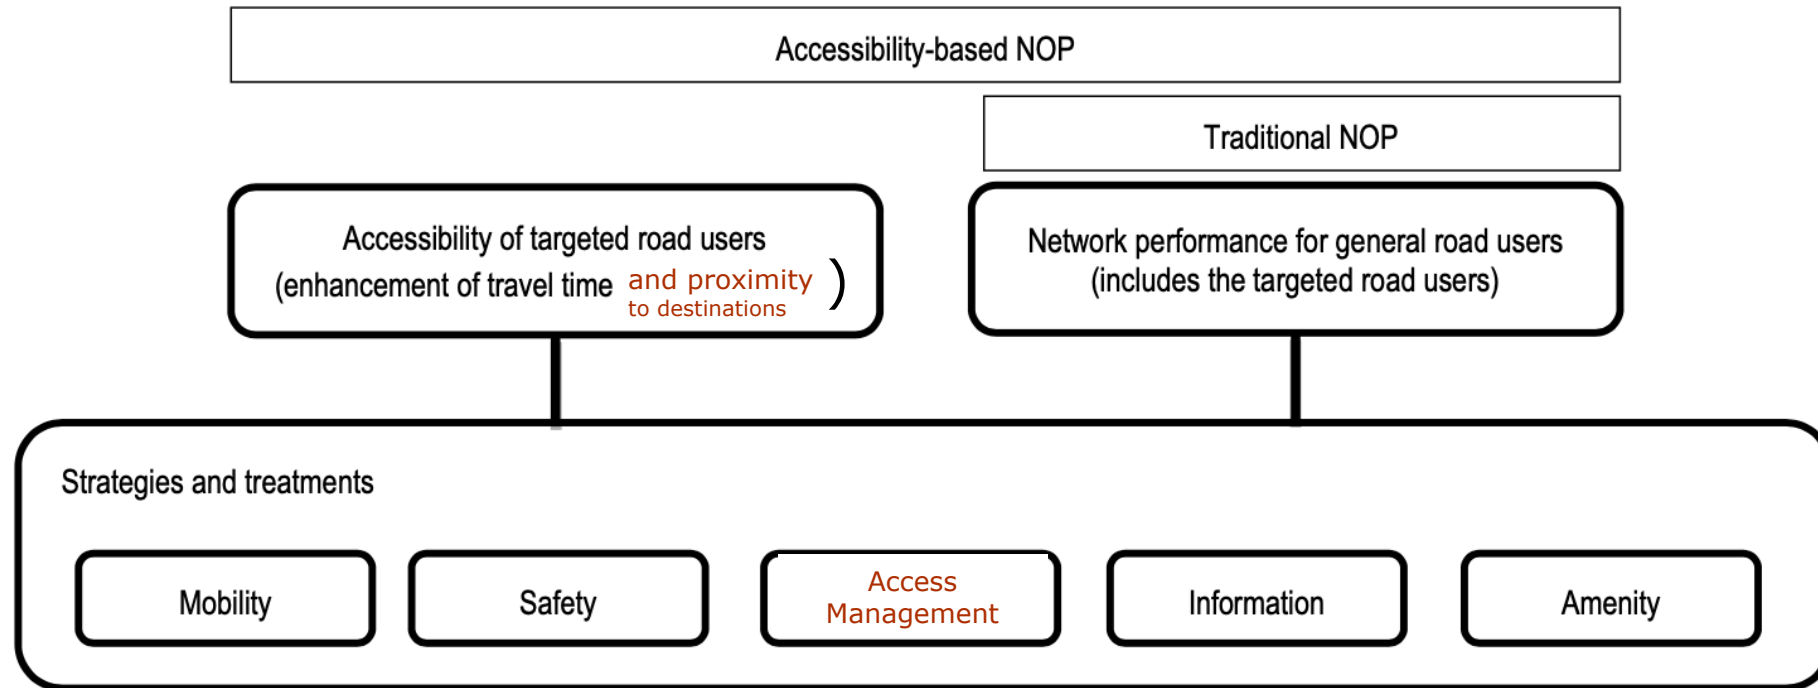 Accessibility-based NOP
Traditional NOP
Accessibility of targeted road users
(enhancement of travel time and proximity
to destinations )
Network performance for general road users
(includes the targeted road users)
Strategies and treatments
Mobility
Safety
Access
Management
Information
Amenity